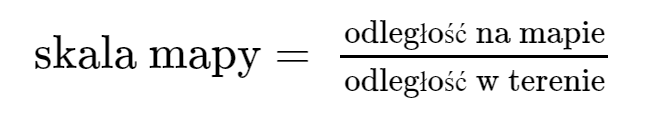 skala mapy = odległość na mapie
odległość w terenie